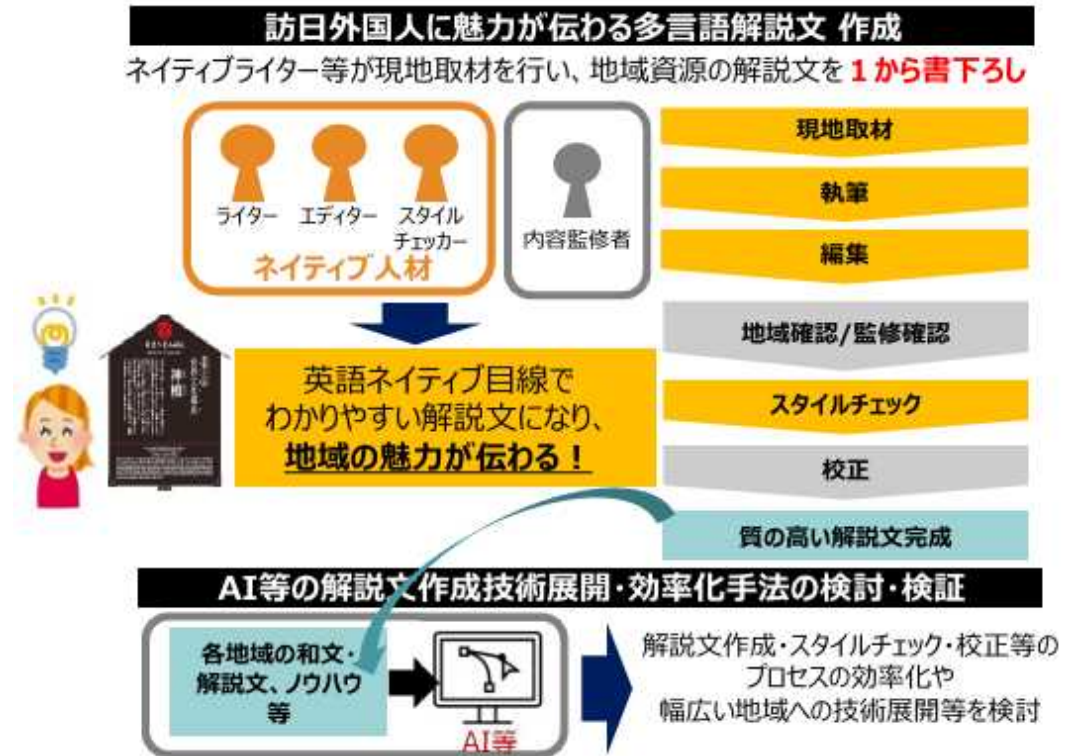 訪日外国人に魅力が伝わる多言語解説文 作成
ネイティブライター等が現地取材を行い、地域資源の解説文を１から書下ろし
ライター
エディター
スタイル
チェッカー
ネイティブ人材
内容監修者
現地取材
執筆
編集
地域確認/監修確認
スタイルチェック
校正
質の高い解説文完成
英語ネイティブ目線で
わかりやすい解説文になり、
地域の魅力が伝わる！
AI等の解説文作成技術展開・効率化手法の検討・検証
各地域の和文・
解説文、ノウハウ
等
AI等
解説文作成・スタイルチェック・校正等の
プロセスの効率化や
幅広い地域への技術展開等を検討